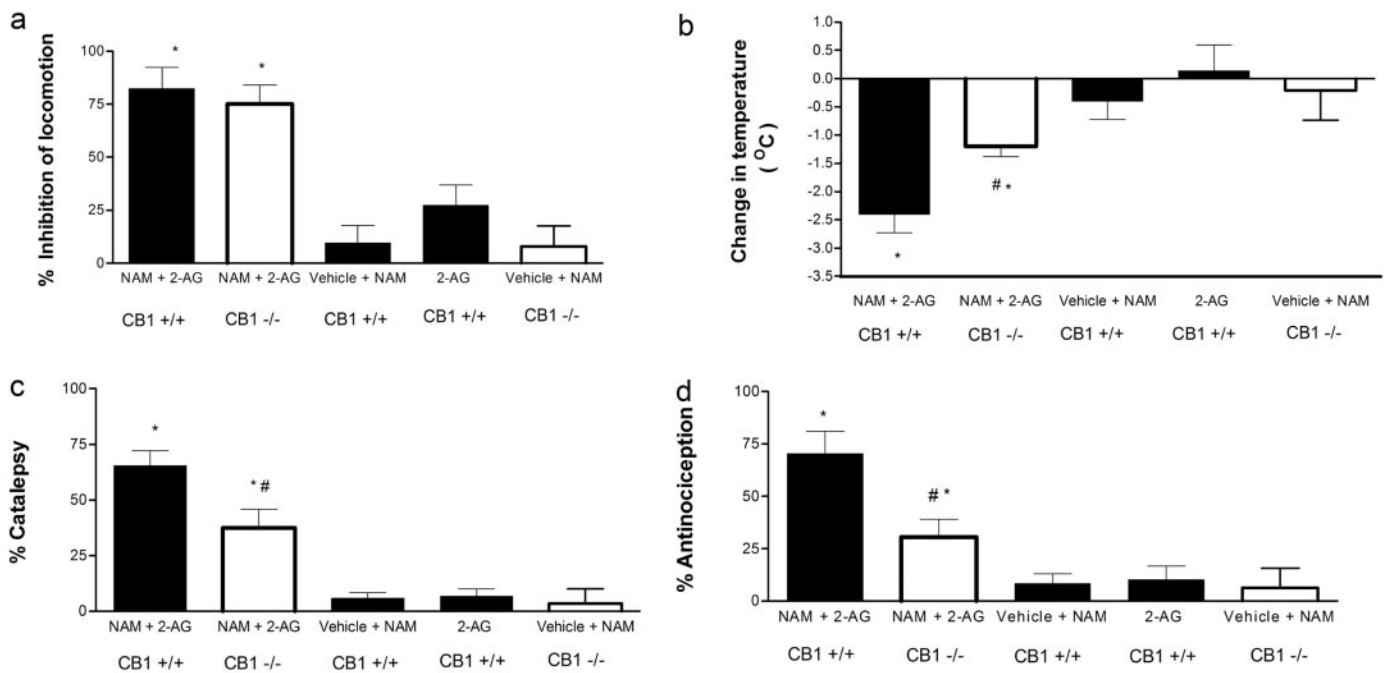 a
% Inhibition of locomotion
100
75
50
25
0
*
*
NAM + 2-AG NAM + 2-AG Vehicle + NAM 2-AG Vehicle + NAM
CB1 +/+ CB1 -/- CB1 +/+ CB1 +/+ CB1 -/-
b
Change in temperature
( °C)
1.0
0.5
0.0
-0.5
-1.0
-1.5
-2.0
-2.5
-3.0
-3.5
# *
*
NAM + 2-AG NAM + 2-AG Vehicle + NAM 2-AG Vehicle + NAM
CB1 +/+ CB1 -/- CB1 +/+ CB1 +/+ CB1 -/-
c
% Catalepsy
100
75
50
25
0
*
* #
NAM + 2-AG NAM + 2-AG Vehicle + NAM 2-AG Vehicle + NAM
CB1 +/+ CB1 -/- CB1 +/+ CB1 +/+ CB1 -/-
d
% Antinociception
100
75
50
25
0
*
# *
NAM + 2-AG NAM + 2-AG Vehicle + NAM 2-AG Vehicle + NAM
CB1 +/+ CB1 -/- CB1 +/+ CB1 +/+ CB1 -/-